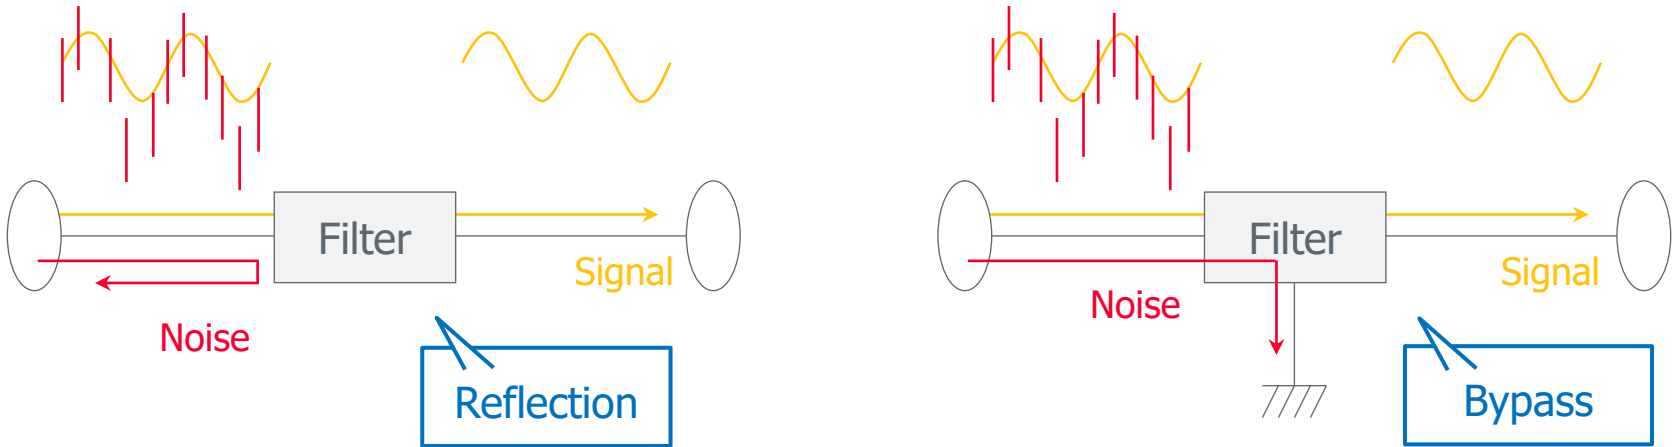 Filter
Signal
Noise
Reflection
Filter
Signal
Noise
Bypass